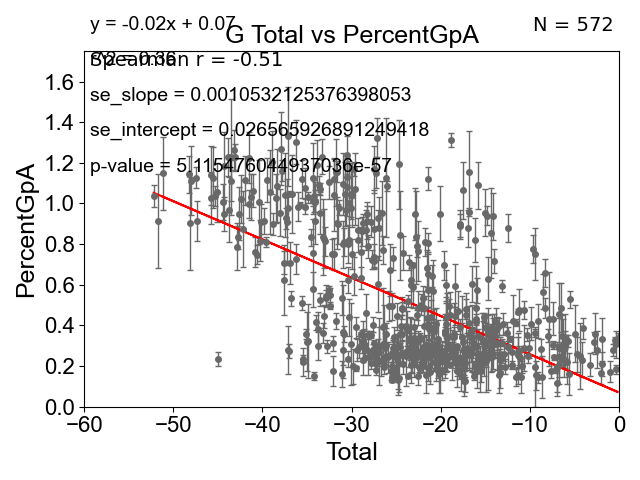 y = -0.02x + 0.07
N = 572
G Total vs PercentGpA
Spearman r = -0.51
se_slope = 0.0010532125376398053
se_intercept = 0.026565926891249418
p-value = 5.115476044937036e-57
PercentGpA
1.6
1.4
1.2
1.0
0.8
0.6
0.4
0.2
0.0
−60 −50 −40 −30 −20 −10 0
Total